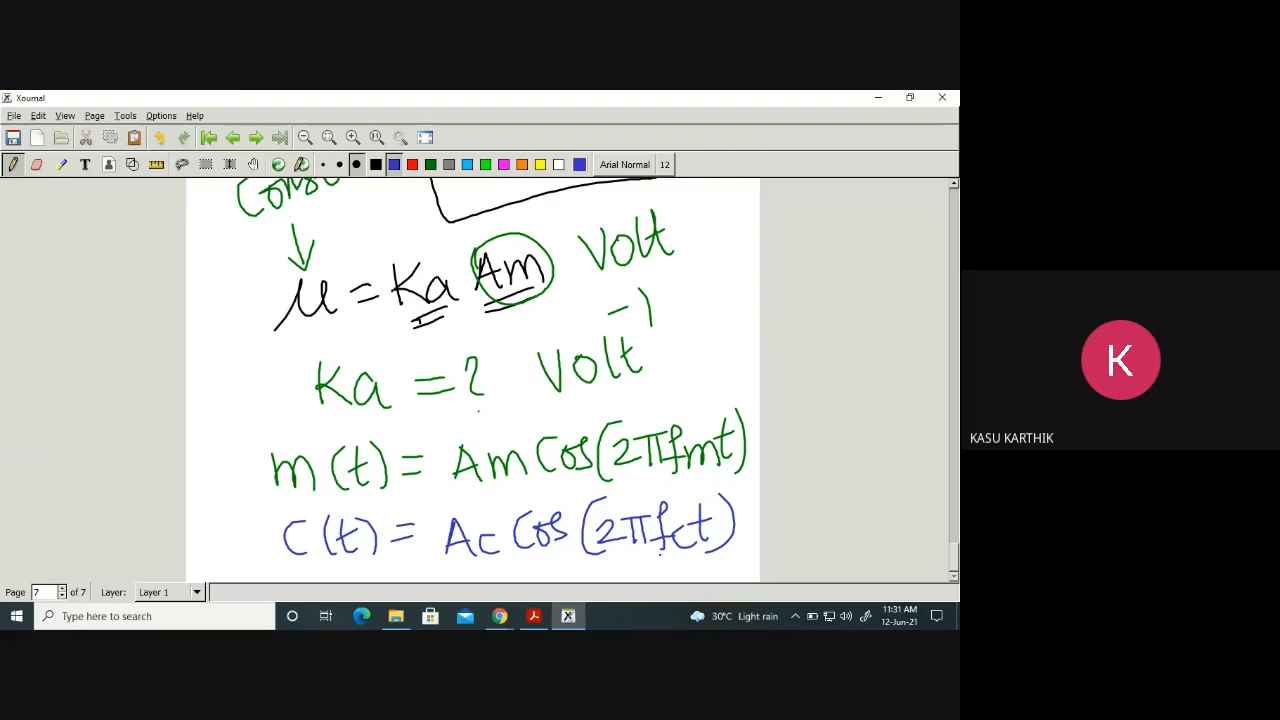 Xournal
File Edit View Page Tools Options Help
Arial Normal 12
Const
μ = Ka Am Volt
Ka = ? Volt⁻¹
m(t) = Am Cos(2πfmt)
C(t) = Ac Cos(2πfct)
K
KASU KARTHIK
Page 7 of 7 Layer: Layer 1
Type here to search
30°C Light rain
11:31 AM
12-Jun-21